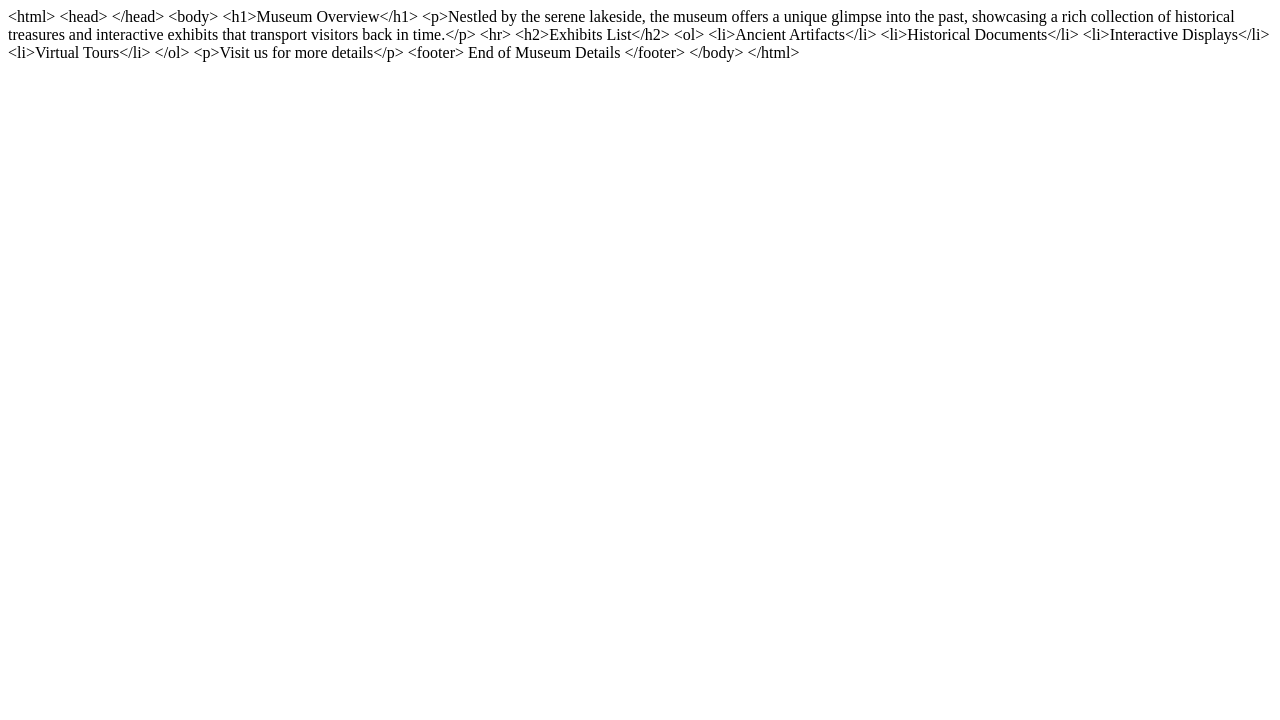 <html> <head> </head> <body> <h1>Museum Overview</h1> <p>Nestled by the serene lakeside, the museum offers a unique glimpse into the past, showcasing a rich collection of historical
treasures and interactive exhibits that transport visitors back in time.</p> <hr> <h2>Exhibits List</h2> <ol> <li>Ancient Artifacts</li> <li>Historical Documents</li> <li>Interactive Displays</li>
<li>Virtual Tours</li> </ol> <p>Visit us for more details</p> <footer> End of Museum Details </footer> </body> </html>